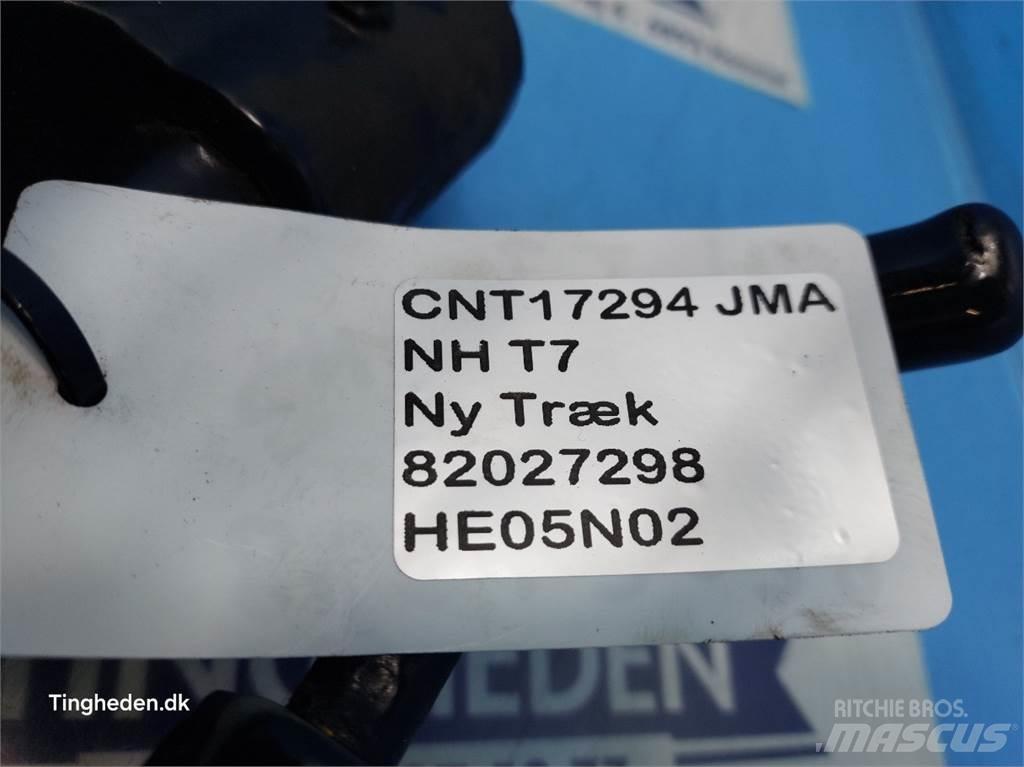 CNT17294 JMA
NH T7
Ny Træk
82027298
HE05N02
Tingheden.dk
RITCHIE BROS.
MASCUS